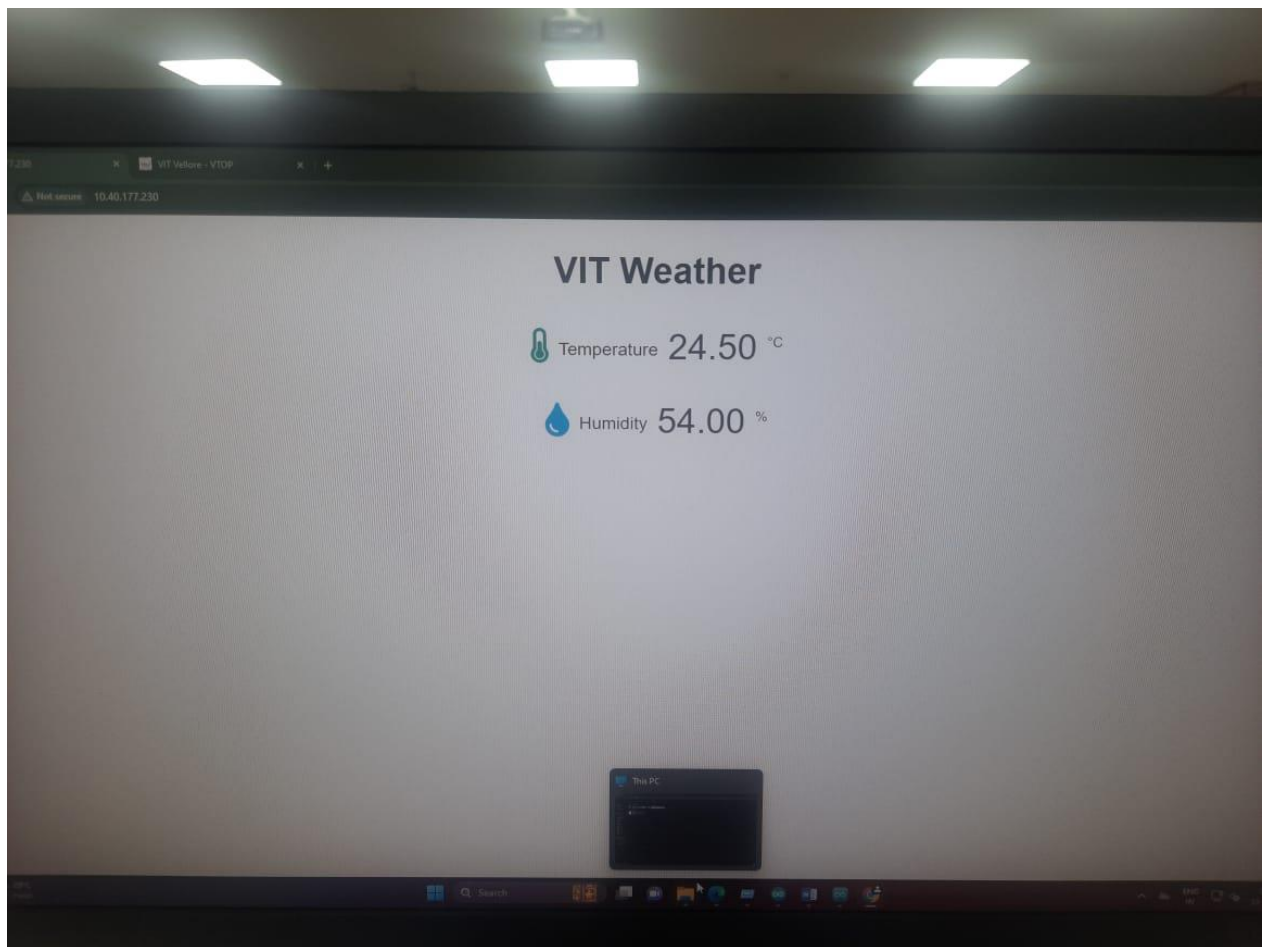 VIT Vellore - VTOP
Not secure 10.40.177.230
VIT Weather
Temperature 24.50 °C
Humidity 54.00 %
This PC
Search